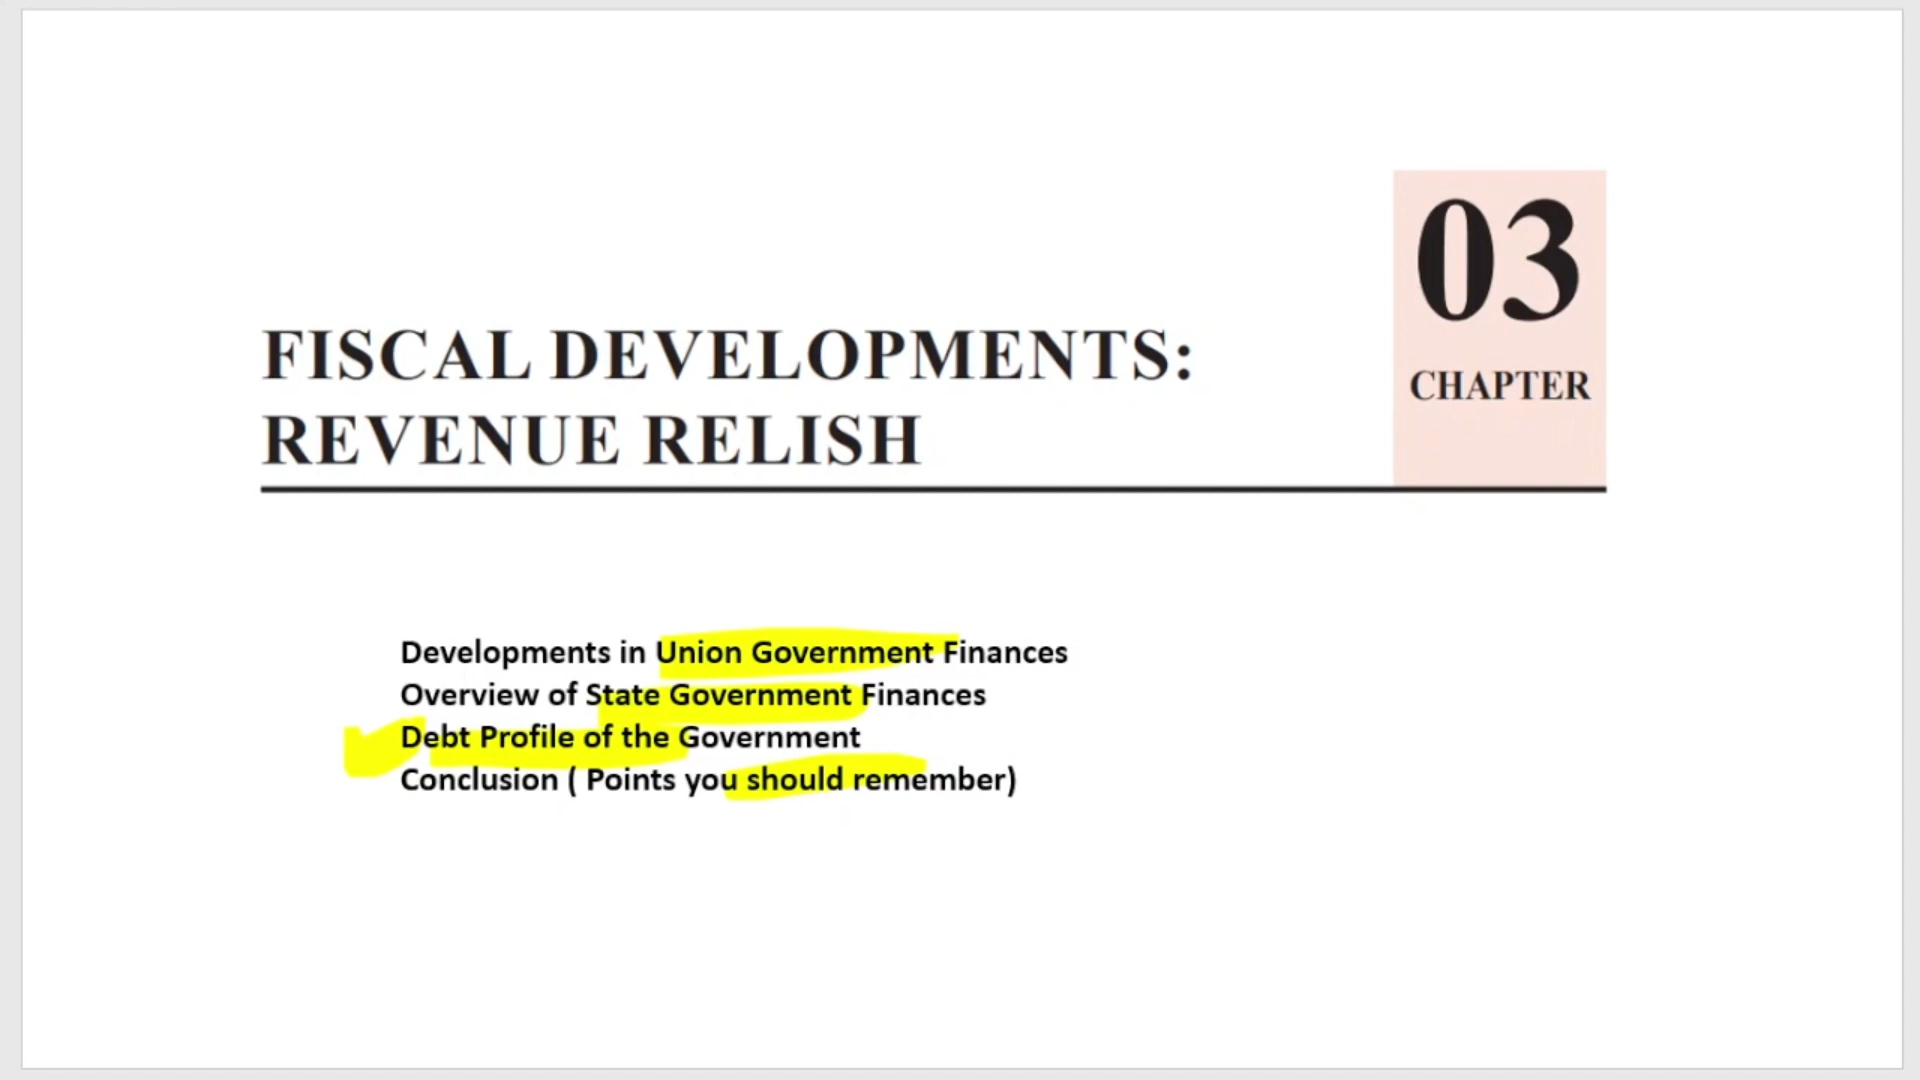 03
CHAPTER
FISCAL DEVELOPMENTS:
REVENUE RELISH
Developments in Union Government Finances
Overview of State Government Finances
Debt Profile of the Government
Conclusion ( Points you should remember)